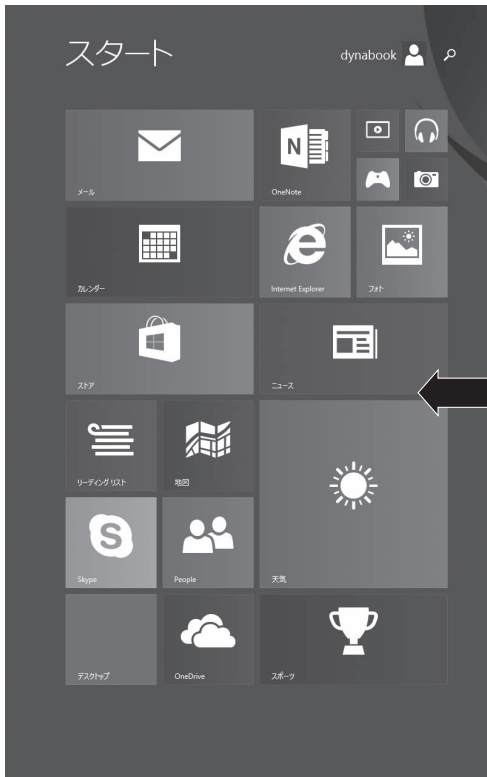 スタート
dynabook
メール
OneNote
カレンダー
Internet Explorer
フォト
ストア
ニュース
リーディング リスト
地図
Skype
People
天気
デスクトップ
OneDrive
スポーツ